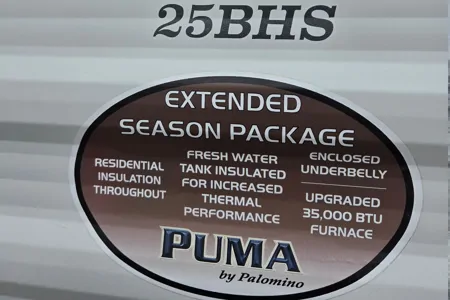 25BHS
EXTENDED
SEASON PACKAGE
RESIDENTIAL
INSULATION
THROUGHOUT
FRESH WATER
TANK INSULATED
FOR INCREASED
THERMAL
PERFORMANCE
ENCLOSED
UNDERBELLY
UPGRADED
35,000 BTU
FURNACE
PUMA
by Palomino